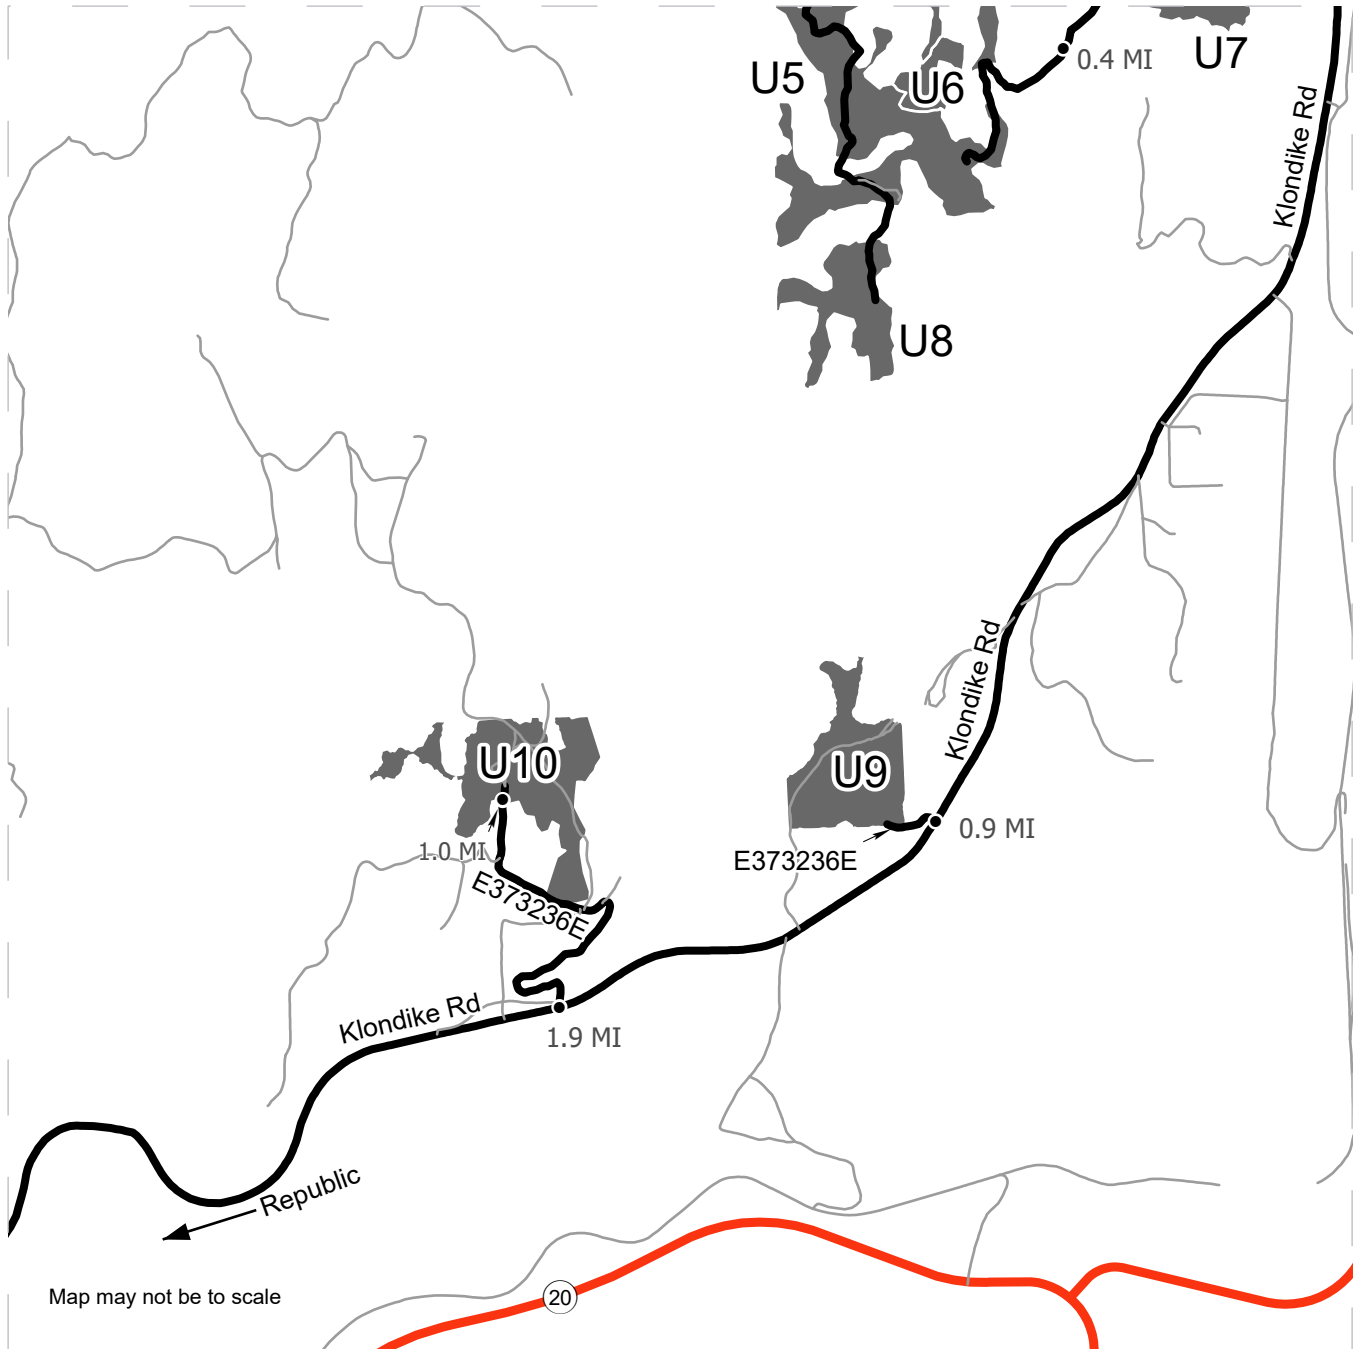 U7
0.4 MI
U5
U6
Klondike Rd
U8
Klondike Rd
U10
U9
0.9 MI
1.0 MI
E373236E
E373236E
Klondike Rd
1.9 MI
Republic
Map may not be to scale
20